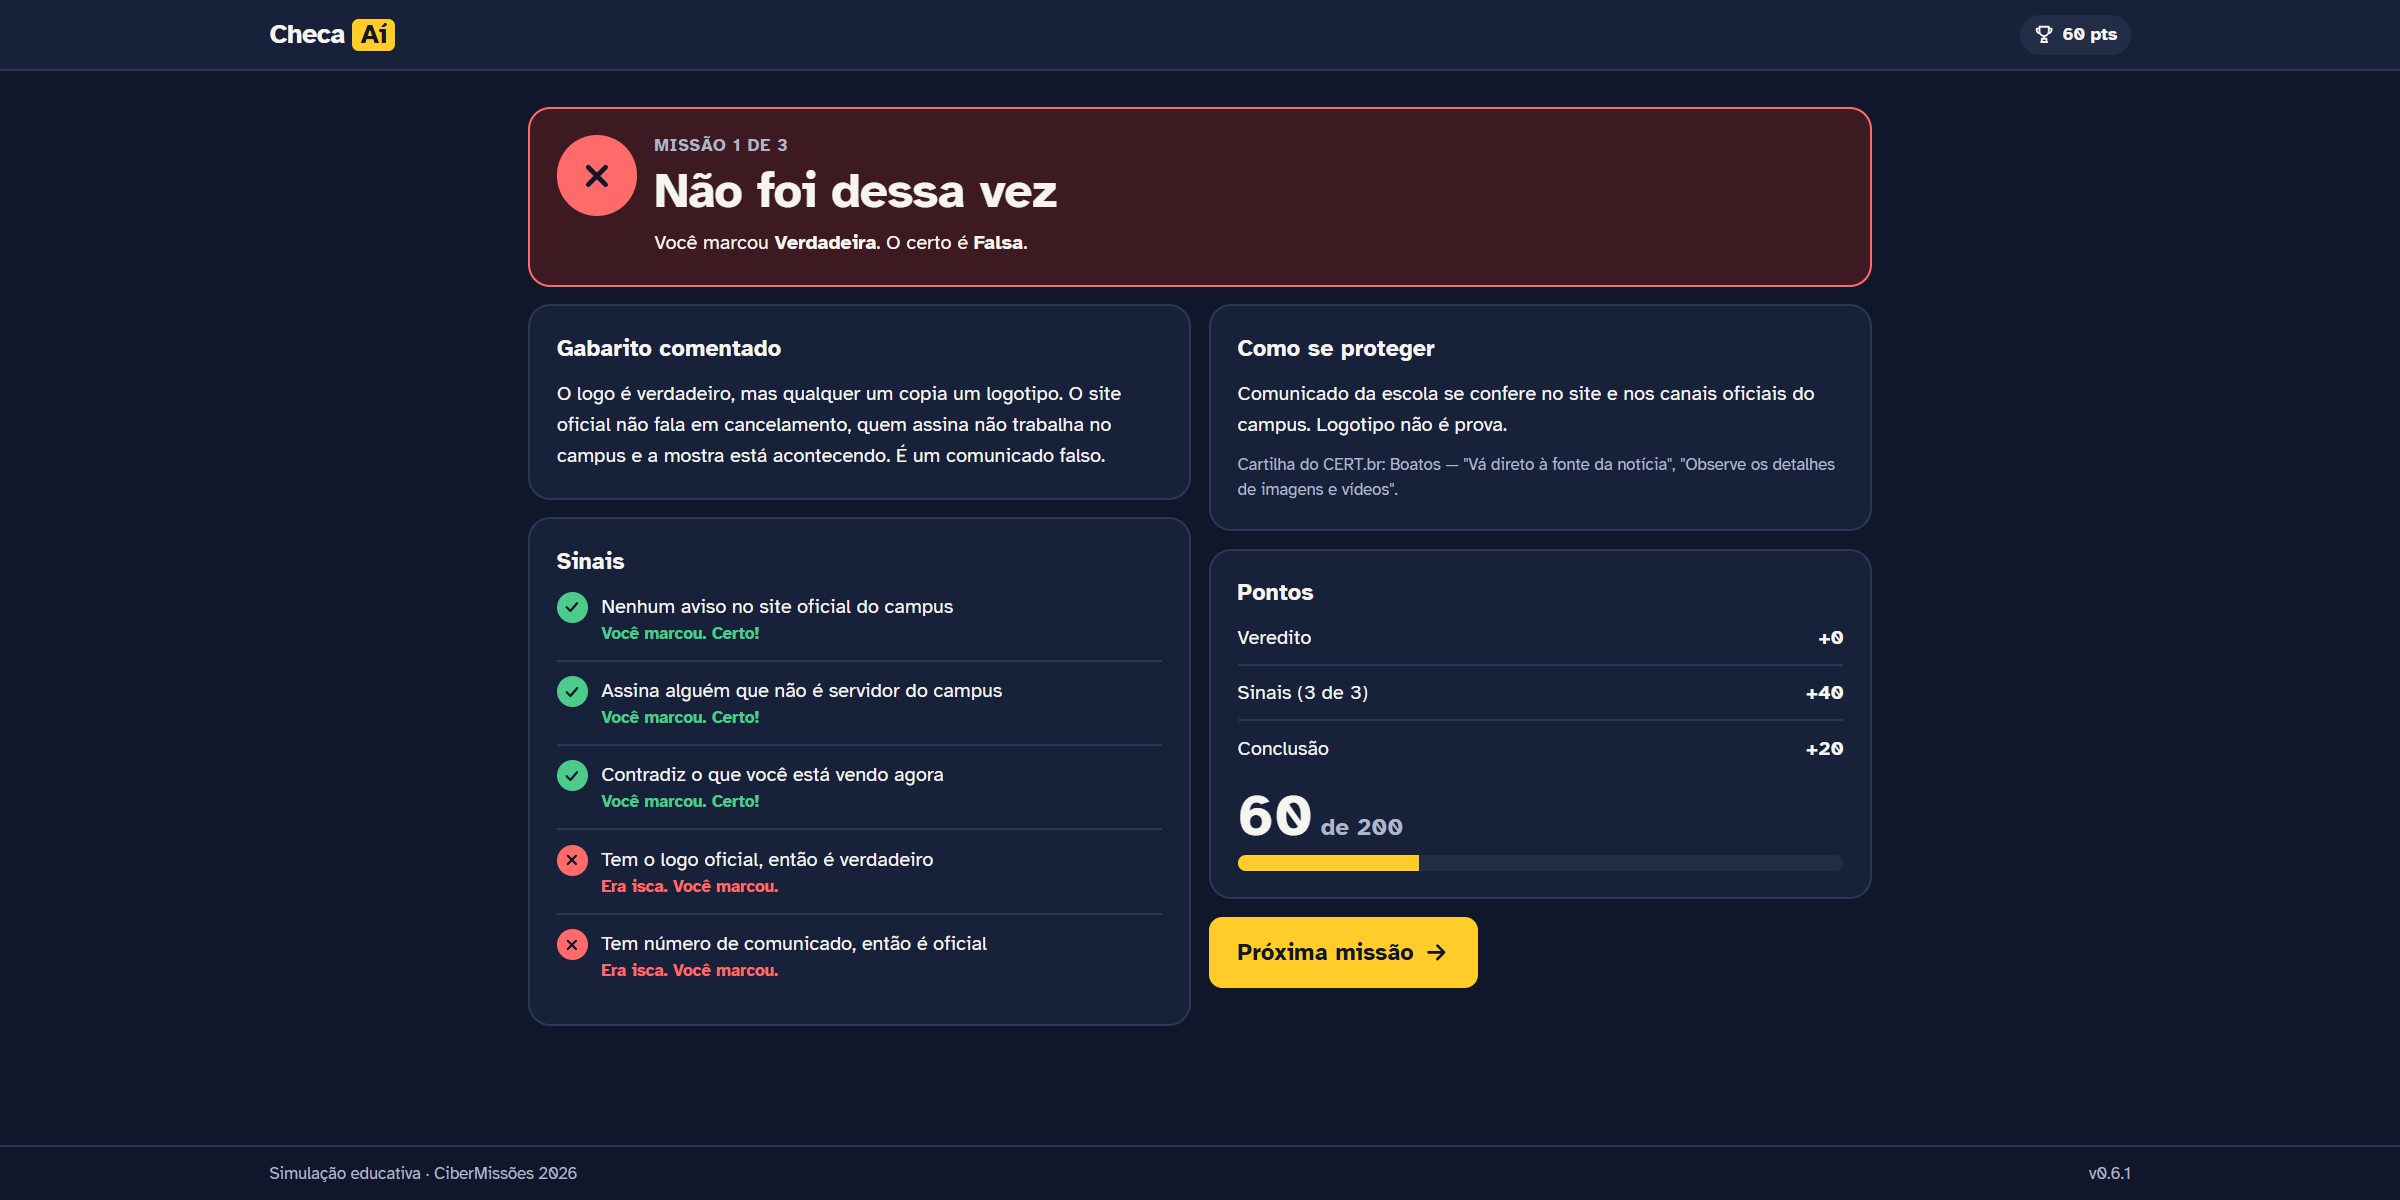 Checa Aí
60 pts
MISSÃO 1 DE 3
Não foi dessa vez
Você marcou Verdadeira. O certo é Falsa.
Gabarito comentado
O logo é verdadeiro, mas qualquer um copia um logotipo. O site
oficial não fala em cancelamento, quem assina não trabalha no
campus e a mostra está acontecendo. É um comunicado falso.
Sinais
Nenhum aviso no site oficial do campus
Você marcou. Certo!
Assina alguém que não é servidor do campus
Você marcou. Certo!
Contradiz o que você está vendo agora
Você marcou. Certo!
Tem o logo oficial, então é verdadeiro
Era isca. Você marcou.
Tem número de comunicado, então é oficial
Era isca. Você marcou.
Como se proteger
Comunicado da escola se confere no site e nos canais oficiais do
campus. Logotipo não é prova.
Cartilha do CERT.br: Boatos — "Vá direto à fonte da notícia", "Observe os detalhes
de imagens e vídeos".
Pontos
Veredito +0
Sinais (3 de 3) +40
Conclusão +20
60 de 200
Próxima missão →
Simulação educativa · CiberMissões 2026
v0.6.1